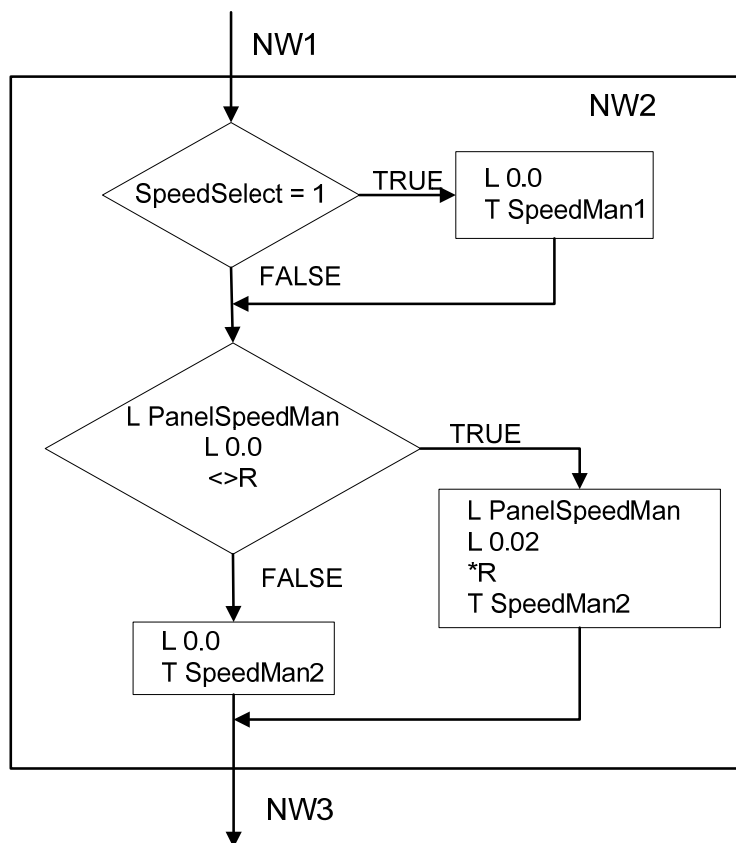 NW1
NW2
SpeedSelect = 1
TRUE
L 0.0
T SpeedMan1
FALSE
L PanelSpeedMan
L 0.0
<>R
TRUE
L PanelSpeedMan
L 0.02
*R
T SpeedMan2
FALSE
L 0.0
T SpeedMan2
NW3